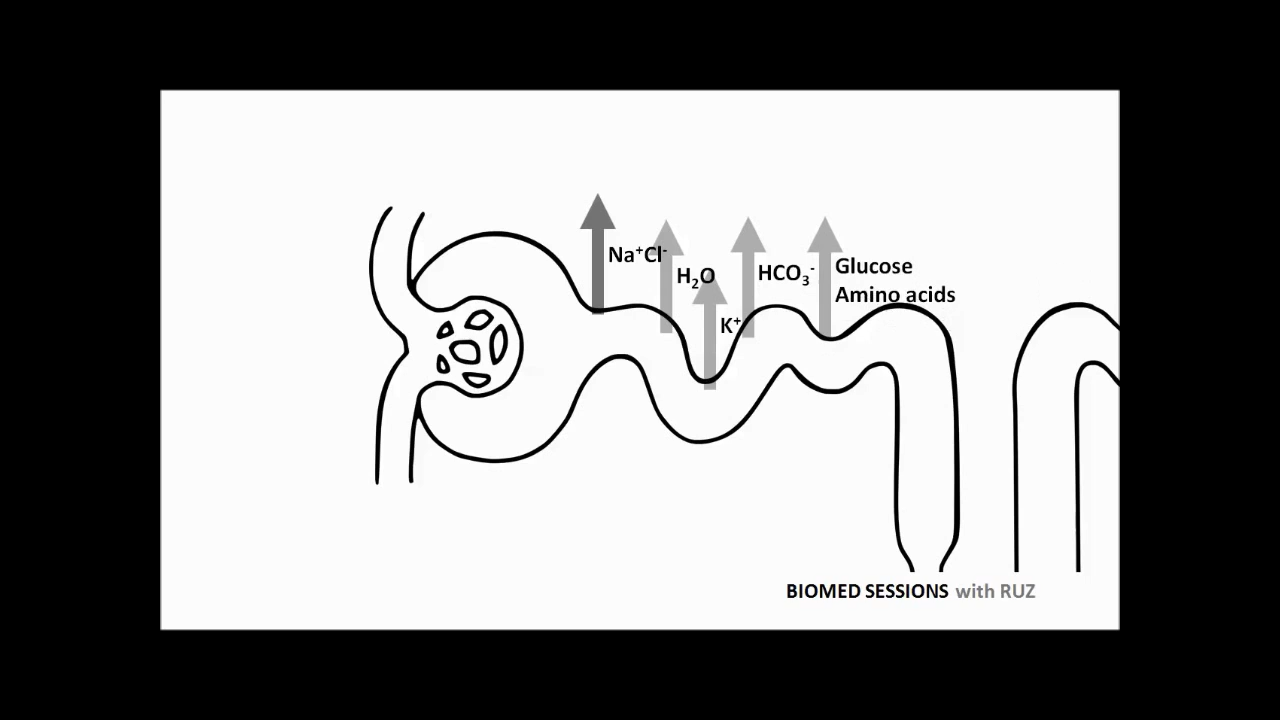 Na⁺Cl⁻
H₂O
K⁺
HCO₃⁻
Glucose
Amino acids
BIOMED SESSIONS with RUZ